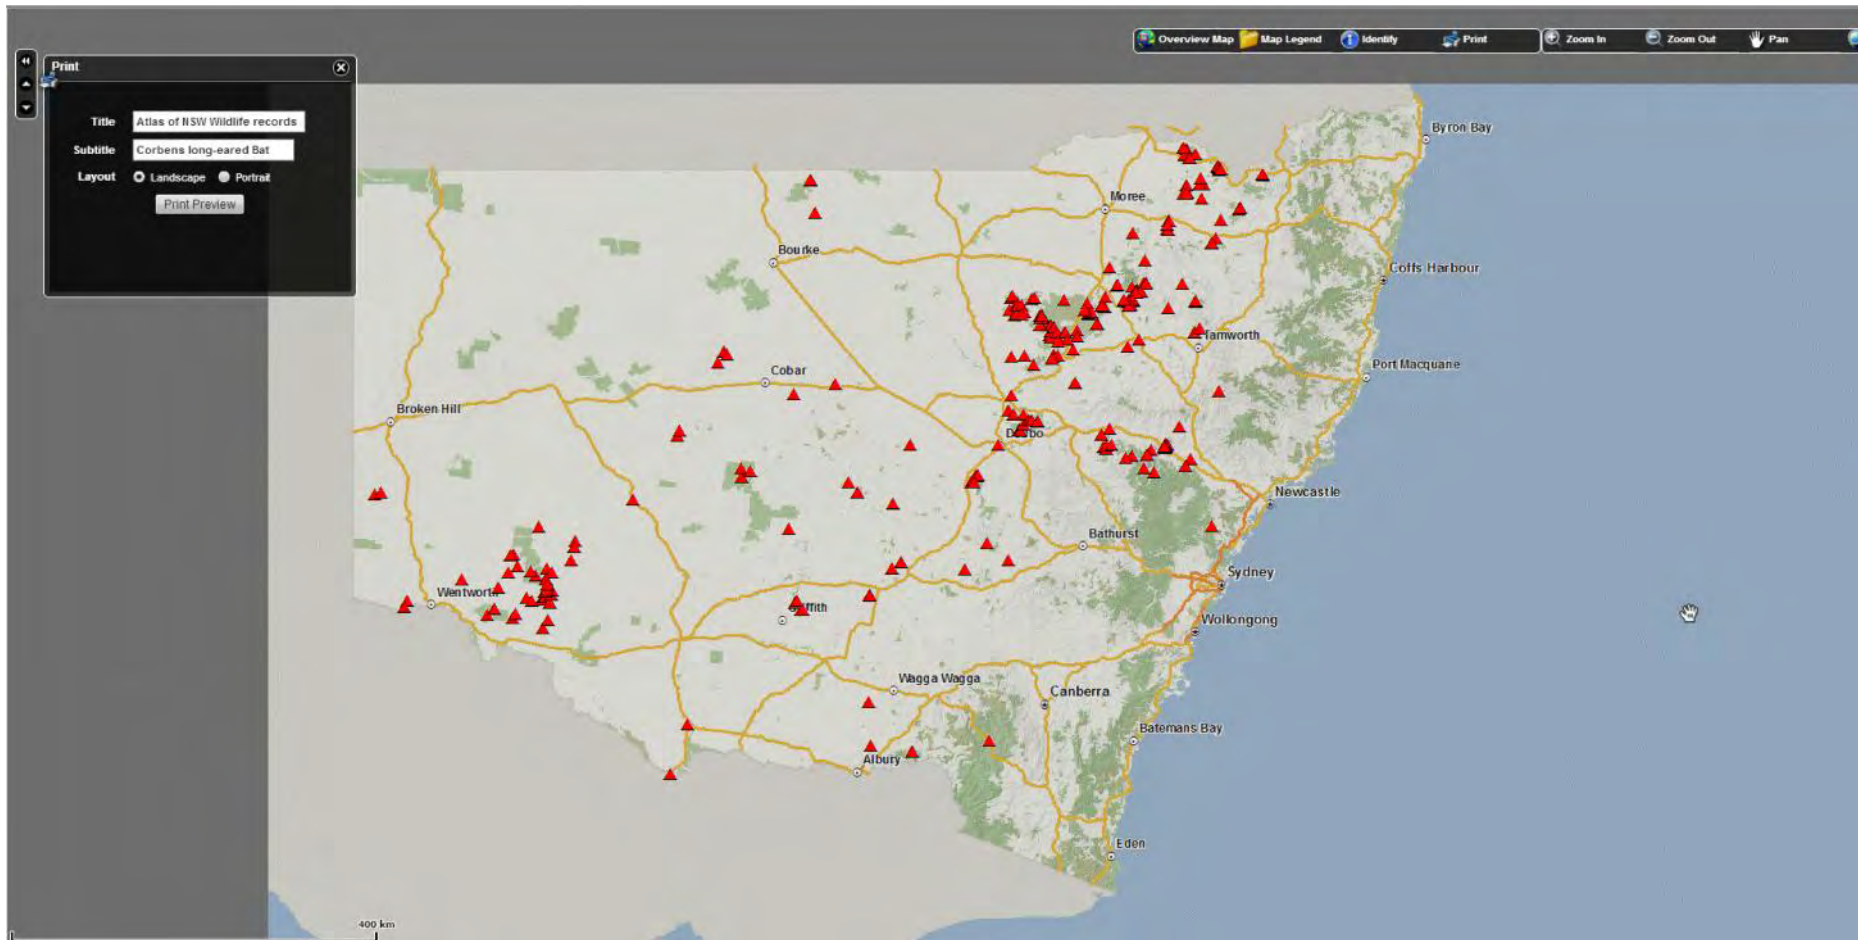 Overview Map Map Legend Identify Print Zoom In Zoom Out Pan
Print
Title Atlas of NSW Wildlife records
Subtitle Corbens long-eared Bat
Layout Landscape Portrait
Print Preview
Byron Bay
Moree
Bourke
Coffs Harbour
Tamworth
Port Macquarie
Cobar
Broken Hill
Newcastle
Bathurst
Sydney
Wentworth
Wollongong
Wagga Wagga
Canberra
Batemans Bay
Albury
Eden
400 km